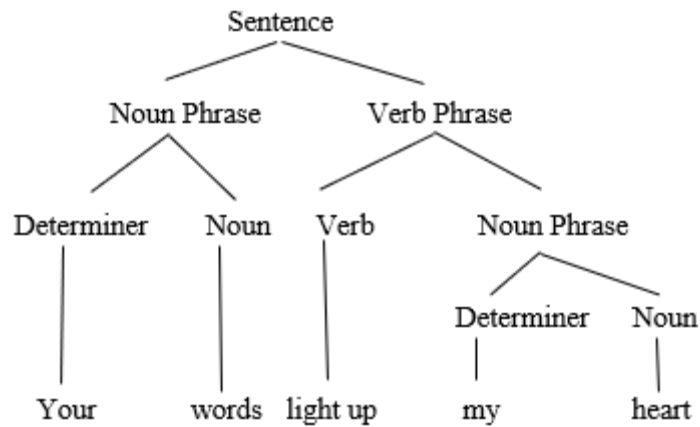 Sentence
Noun Phrase Verb Phrase
Determiner Noun Verb Noun Phrase
Determiner Noun
Your words light up my heart